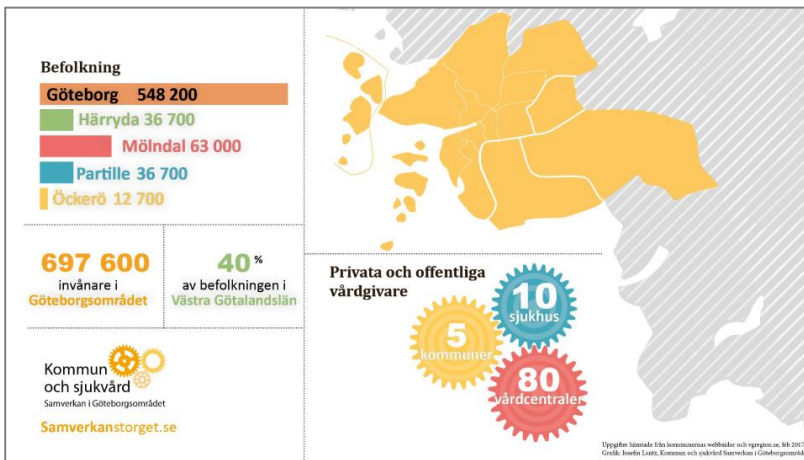 Befolkning
Göteborg 548 200
Härryda 36 700
Mölndal 63 000
Partille 36 700
Öckerö 12 700
697 600
invånare i
Göteborgsområdet
40 %
av befolkningen i
Västra Götalandslän
Kommun
och sjukvård
Samverkan i Göteborgsområdet
Samverkanstorget.se
Privata och offentliga
vårdgivare
10
sjukhus
5
kommuner
80
vårdcentraler
Uppgifter hämtade från kommunernas webbsidor och vgregion.se, feb 2017
Grafik: Josefin Lantz, Kommun och sjukvård Samverkan i Göteborgsområd